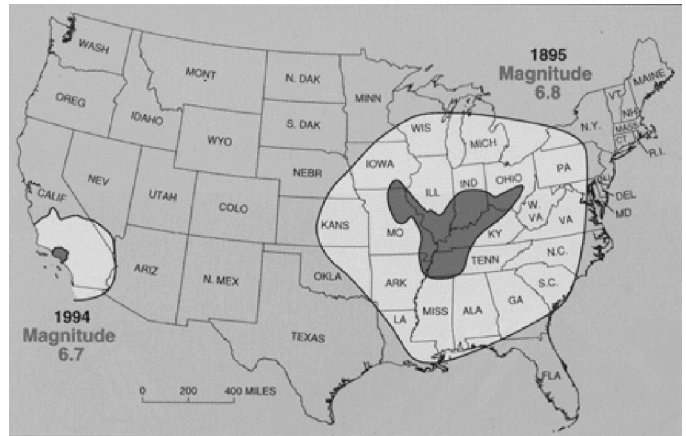 WASH
MONT
N. DAK
MINN
1895
Magnitude
6.8
MAINE
VT.
NH
OREG
IDAHO
S. DAK
WIS
MICH
N.Y.
MASS
CT
R.I.
WYO
NEBR
IOWA
ILL
IND
OHIO
PA
NJ
DEL
MD
NEV
UTAH
COLO
CALIF
KANS
MO
KY
W.
VA
VA
ARIZ
N. MEX
OKLA
ARK
TENN
N.C.
S.C.
1994
Magnitude
6.7
TEXAS
LA
MISS
ALA
GA
FLA
0 200 400 MILES